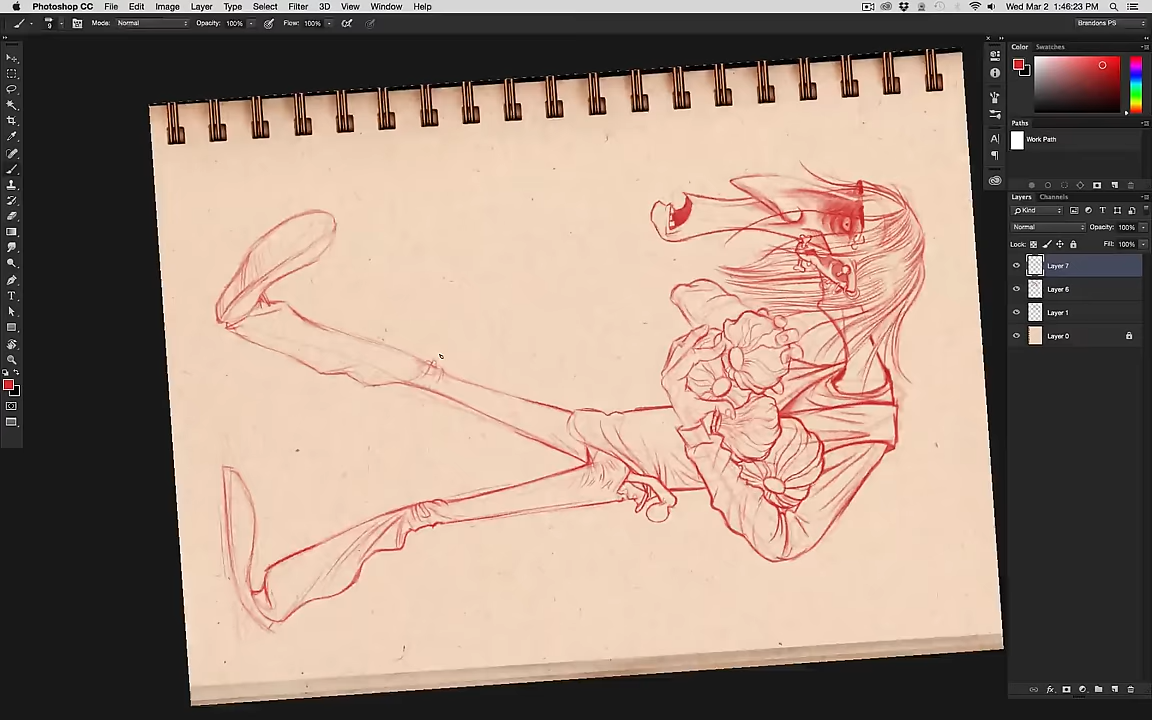 Photoshop CC File Edit Image Layer Type Select Filter 3D View Window Help Wed Mar 2 1:46:23 PM
9 Mode: Normal Opacity: 100% Flow: 100% Brandons PS
Color Swatches
Paths
Work Path
Layers Channels
Kind
Normal Opacity: 100%
Lock: Fill: 100%
Layer 7
Layer 6
Layer 1
Layer 0